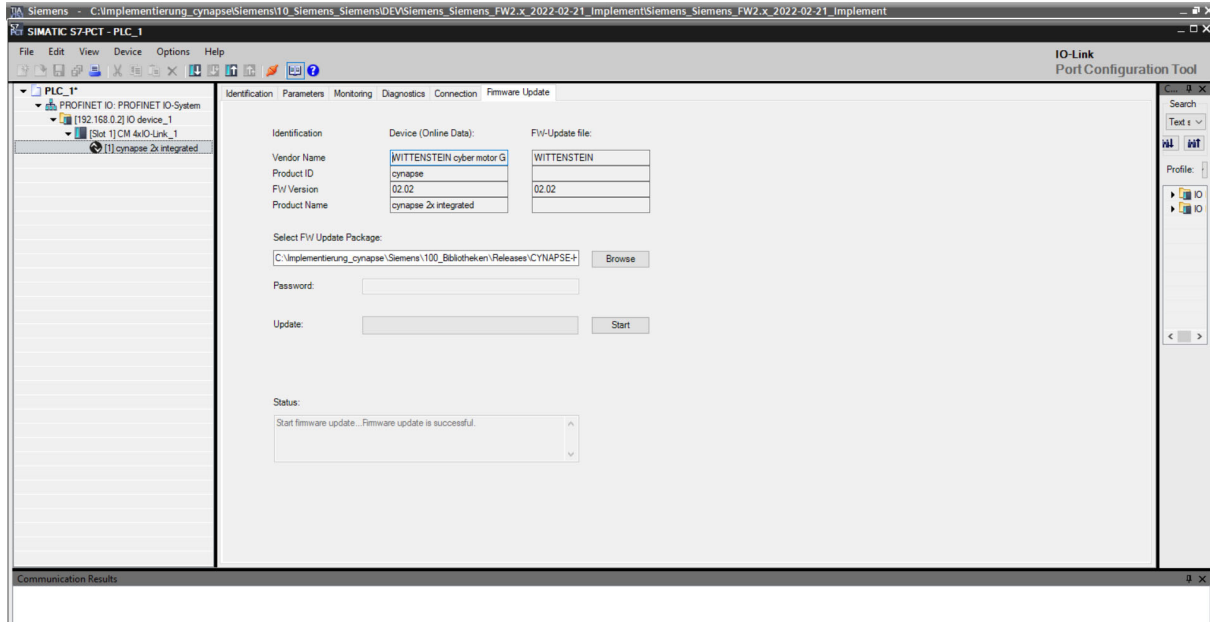 Siemens - C:\Implementierung_cynapse\Siemens\10_Siemens_Siemens\DEV\Siemens_Siemens_FW2.x_2022-02-21_Implement\Siemens_Siemens_FW2.x_2022-02-21_Implement
SIMATIC S7-PCT - PLC_1
File Edit View Device Options Help
IO-Link
Port Configuration Tool
PLC_1*
PROFINET IO: PROFINET IO-System
[192.168.0.2] IO device_1
[Slot 1] CM 4xIO-Link_1
[1] cynapse 2x integrated
Identification Parameters Monitoring Diagnostics Connection Firmware Update
Identification Device (Online Data): FW-Update file:
Vendor Name WITTENSTEIN cyber motor G WITTENSTEIN
Product ID cynapse
FW Version 02.02 02.02
Product Name cynapse 2x integrated
Select FW Update Package:
C:\Implementierung_cynapse\Siemens\100_Bibliotheken\Releases\CYNAPSE-H Browse
Password:
Update: Start
Status:
Start firmware update...Firmware update is successful.
C...
Search
Text s
Profile:
IO
IO
Communication Results